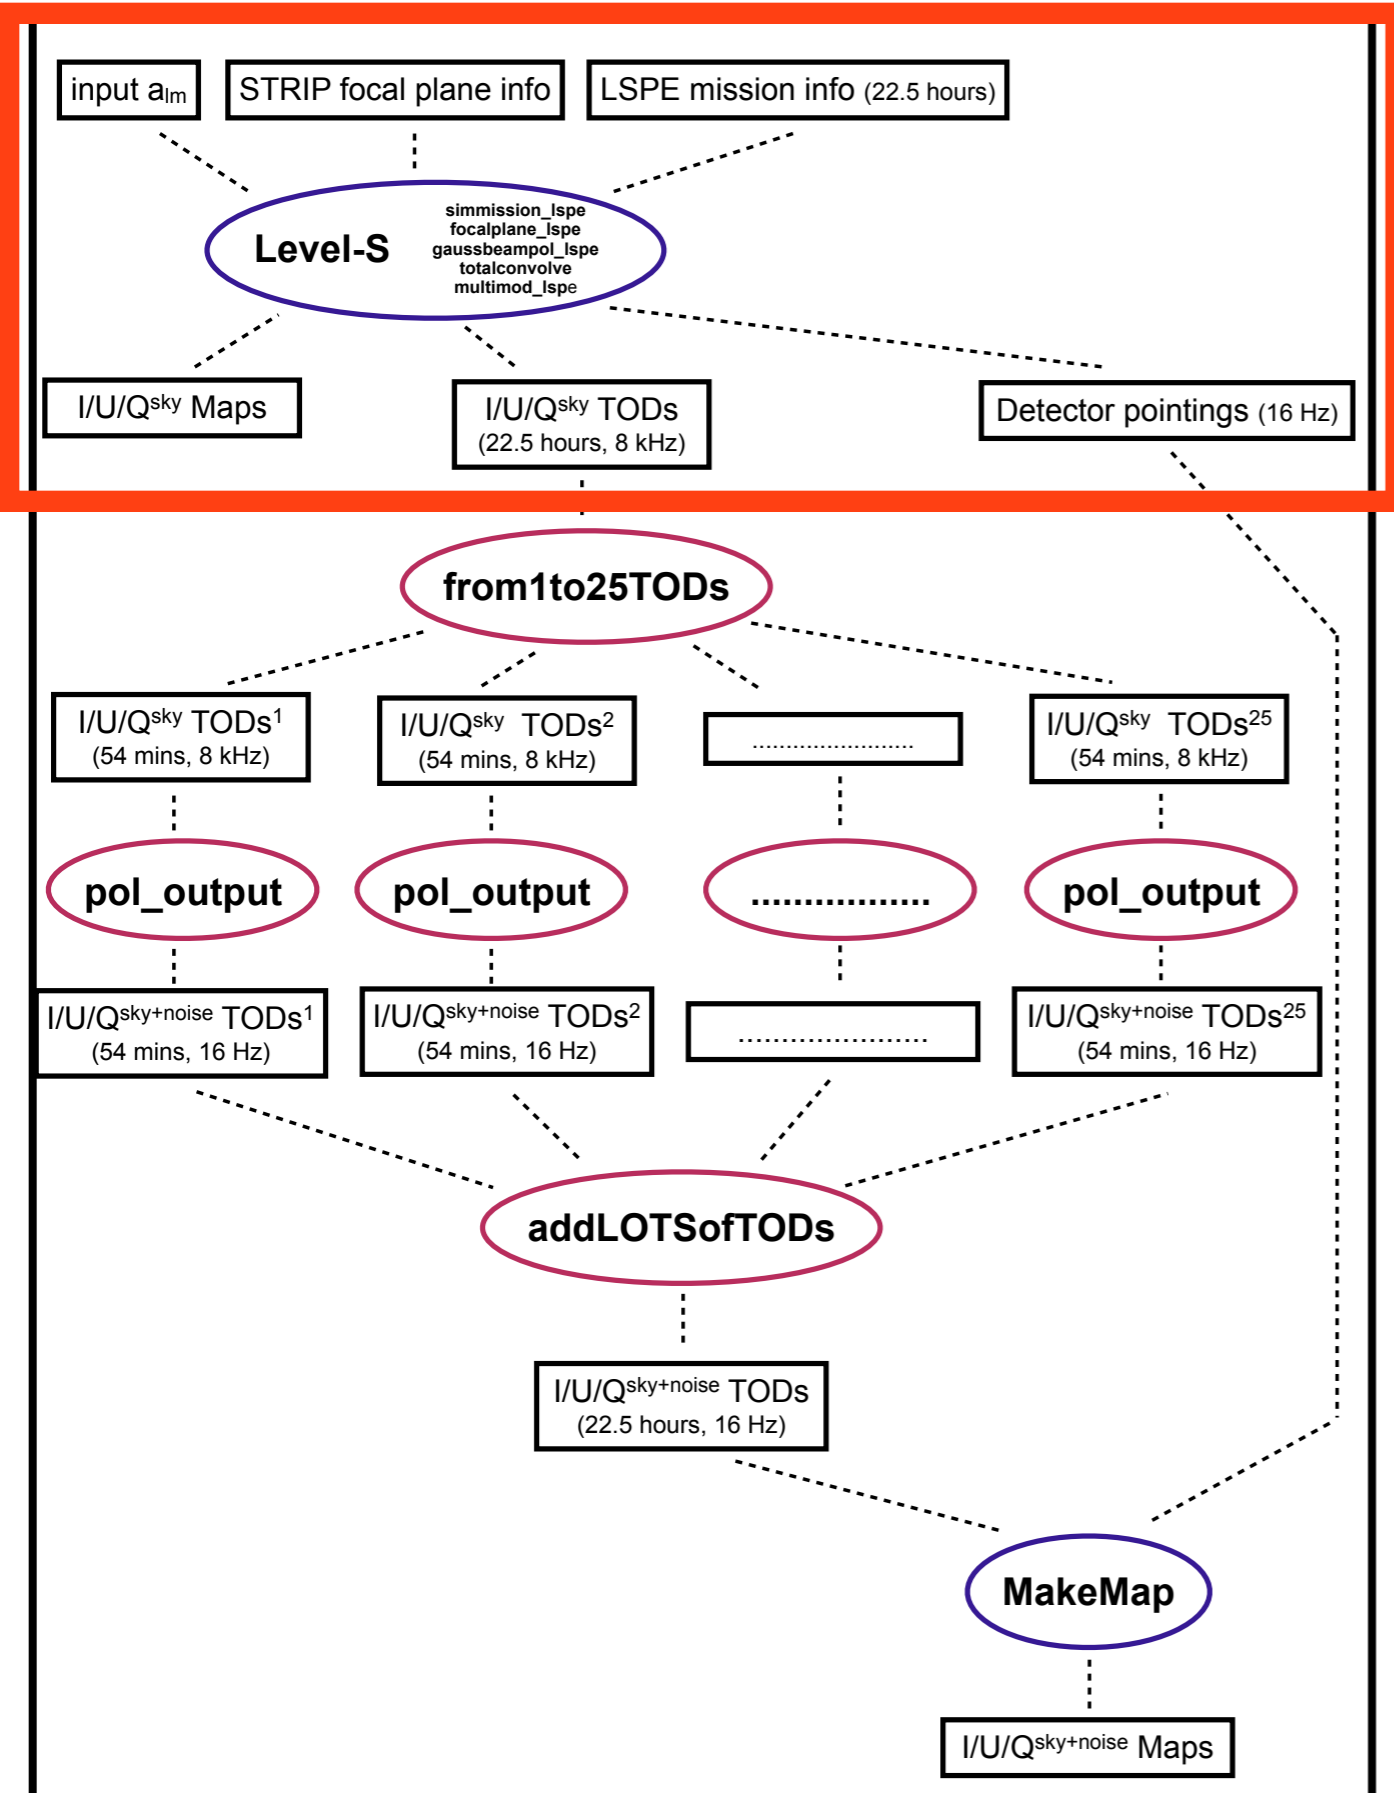 input alm
STRIP focal plane info
LSPE mission info (22.5 hours)
Level-S
simmission_lspe
focalplane_lspe
gaussbeampol_lspe
totalconvolve
multimod_lspe
I/U/Qsky Maps
I/U/Qsky TODs
(22.5 hours, 8 kHz)
Detector pointings (16 Hz)
from1to25TODs
I/U/Qsky TODs1
(54 mins, 8 kHz)
I/U/Qsky TODs2
(54 mins, 8 kHz)
........................
I/U/Qsky TODs25
(54 mins, 8 kHz)
pol_output
pol_output
.................
pol_output
I/U/Qsky+noise TODs1
(54 mins, 16 Hz)
I/U/Qsky+noise TODs2
(54 mins, 16 Hz)
......................
I/U/Qsky+noise TODs25
(54 mins, 16 Hz)
addLOTSofTODs
I/U/Qsky+noise TODs
(22.5 hours, 16 Hz)
MakeMap
I/U/Qsky+noise Maps